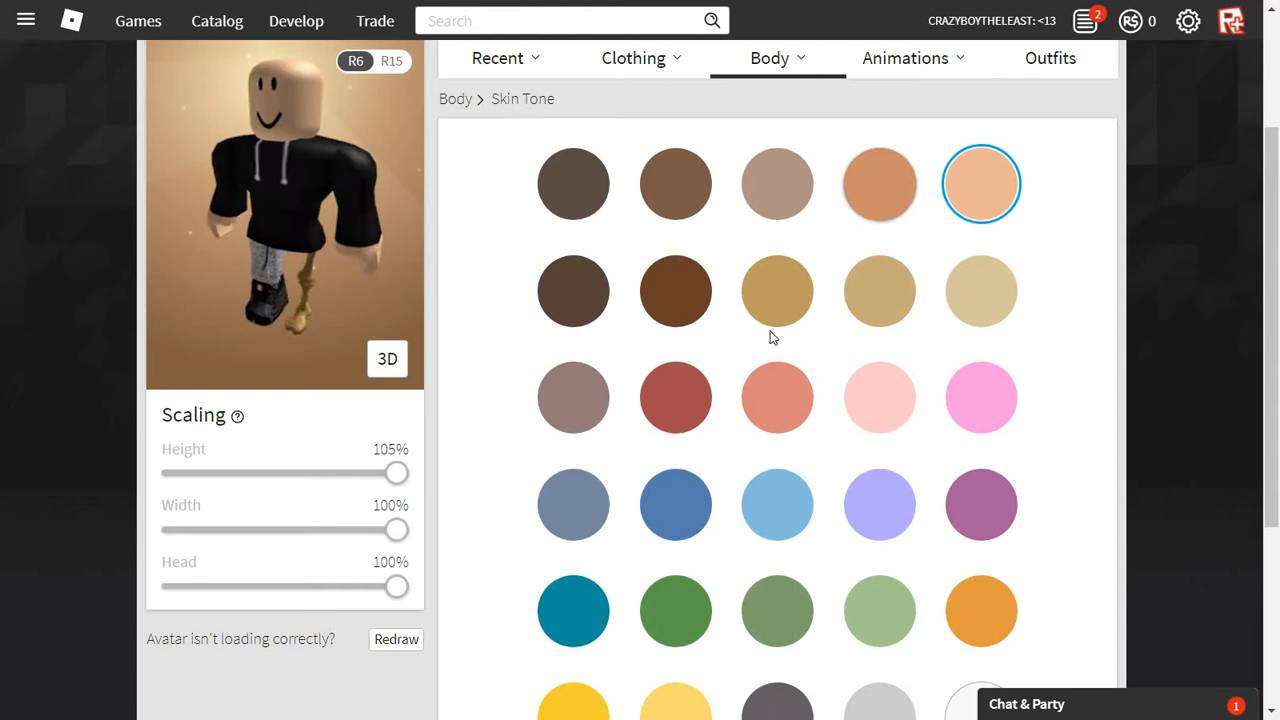 Games Catalog Develop Trade Search CRAZYBOYTHELEAST: <13 2 R$ 0 R+
R6 R15
Recent Clothing Body Animations Outfits
Body > Skin Tone
3D
Scaling ?
Height 105%
Width 100%
Head 100%
Avatar isn't loading correctly? Redraw
Chat & Party 1